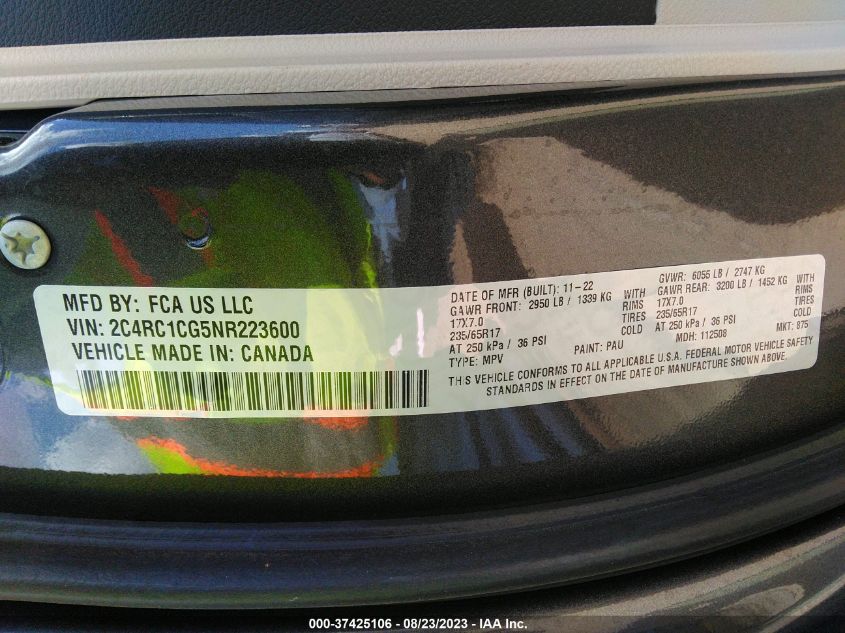 MFD BY: FCA US LLC
VIN: 2C4RC1CG5NR223600
VEHICLE MADE IN: CANADA
DATE OF MFR (BUILT): 11-22 GVWR: 6055 LB / 2747 KG
GAWR FRONT: 2950 LB / 1339 KG WITH GAWR REAR: 3200 LB / 1452 KG WITH
17X7.0 RIMS 17X7.0 RIMS
235/65R17 TIRES 235/65R17 TIRES
AT 250 kPa / 36 PSI COLD AT 250 kPa / 36 PSI COLD
TYPE: MPV PAINT: PAU MDH: 112508 MKT: 875
THIS VEHICLE CONFORMS TO ALL APPLICABLE U.S.A. FEDERAL MOTOR VEHICLE SAFETY
STANDARDS IN EFFECT ON THE DATE OF MANUFACTURE SHOWN ABOVE.
000-37425106 - 08/23/2023 - IAA Inc.